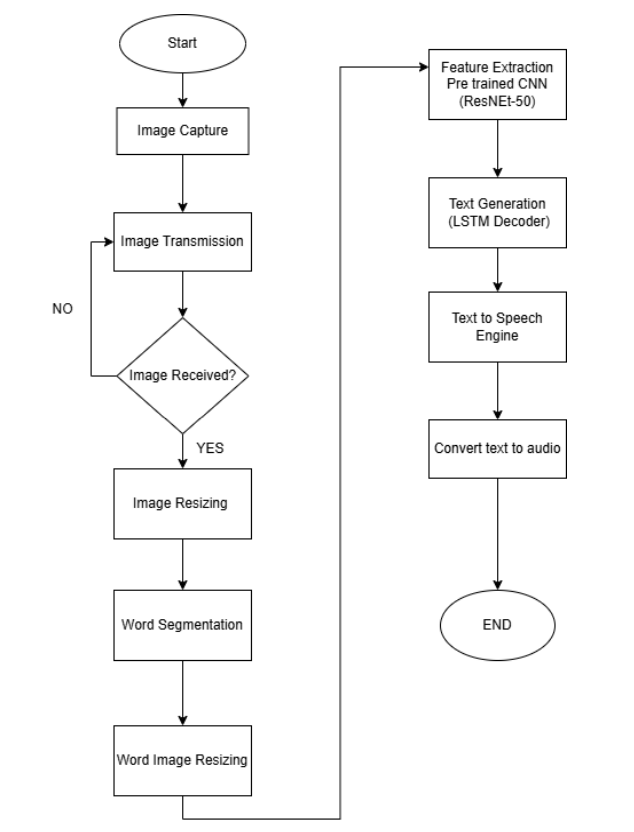 Start
Image Capture
Image Transmission
NO
Image Received?
YES
Image Resizing
Word Segmentation
Word Image Resizing
Feature Extraction
Pre trained CNN
(ResNEt-50)
Text Generation
(LSTM Decoder)
Text to Speech
Engine
Convert text to audio
END